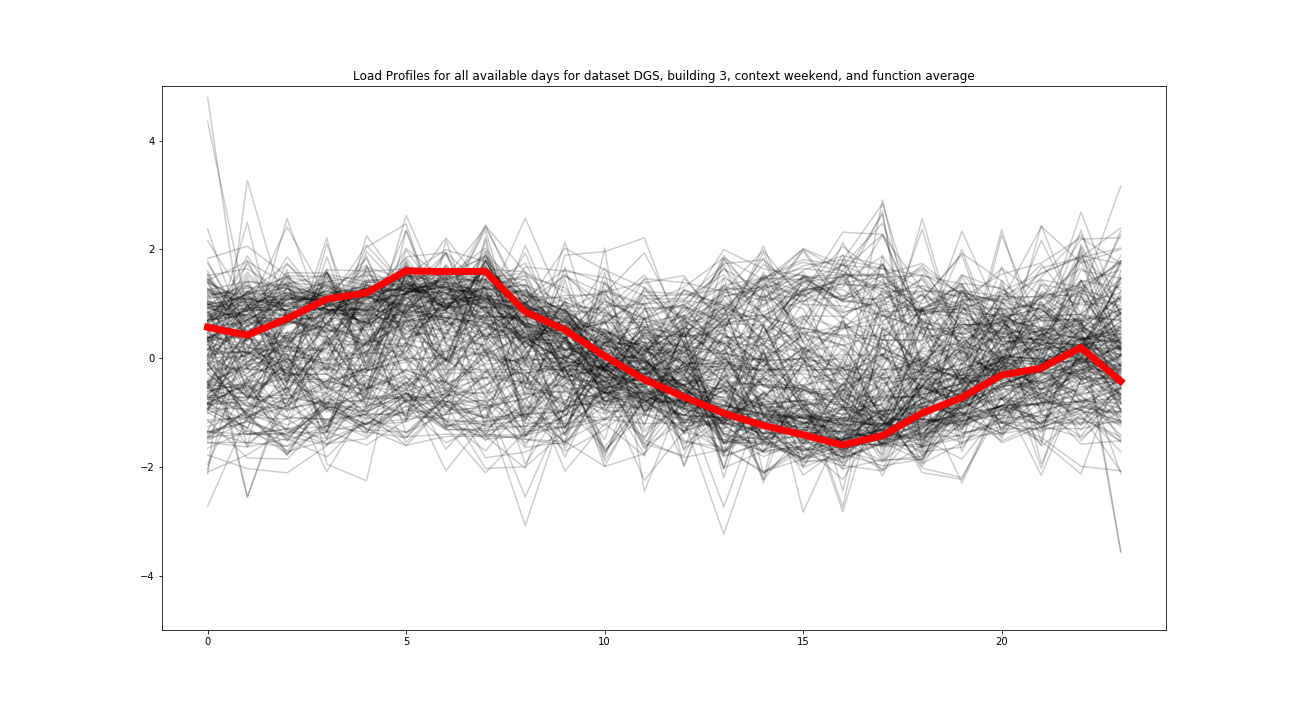 Load Profiles for all available days for dataset DGS, building 3, context weekend, and function average
4
2
0
−2
−4
0 5 10 15 20